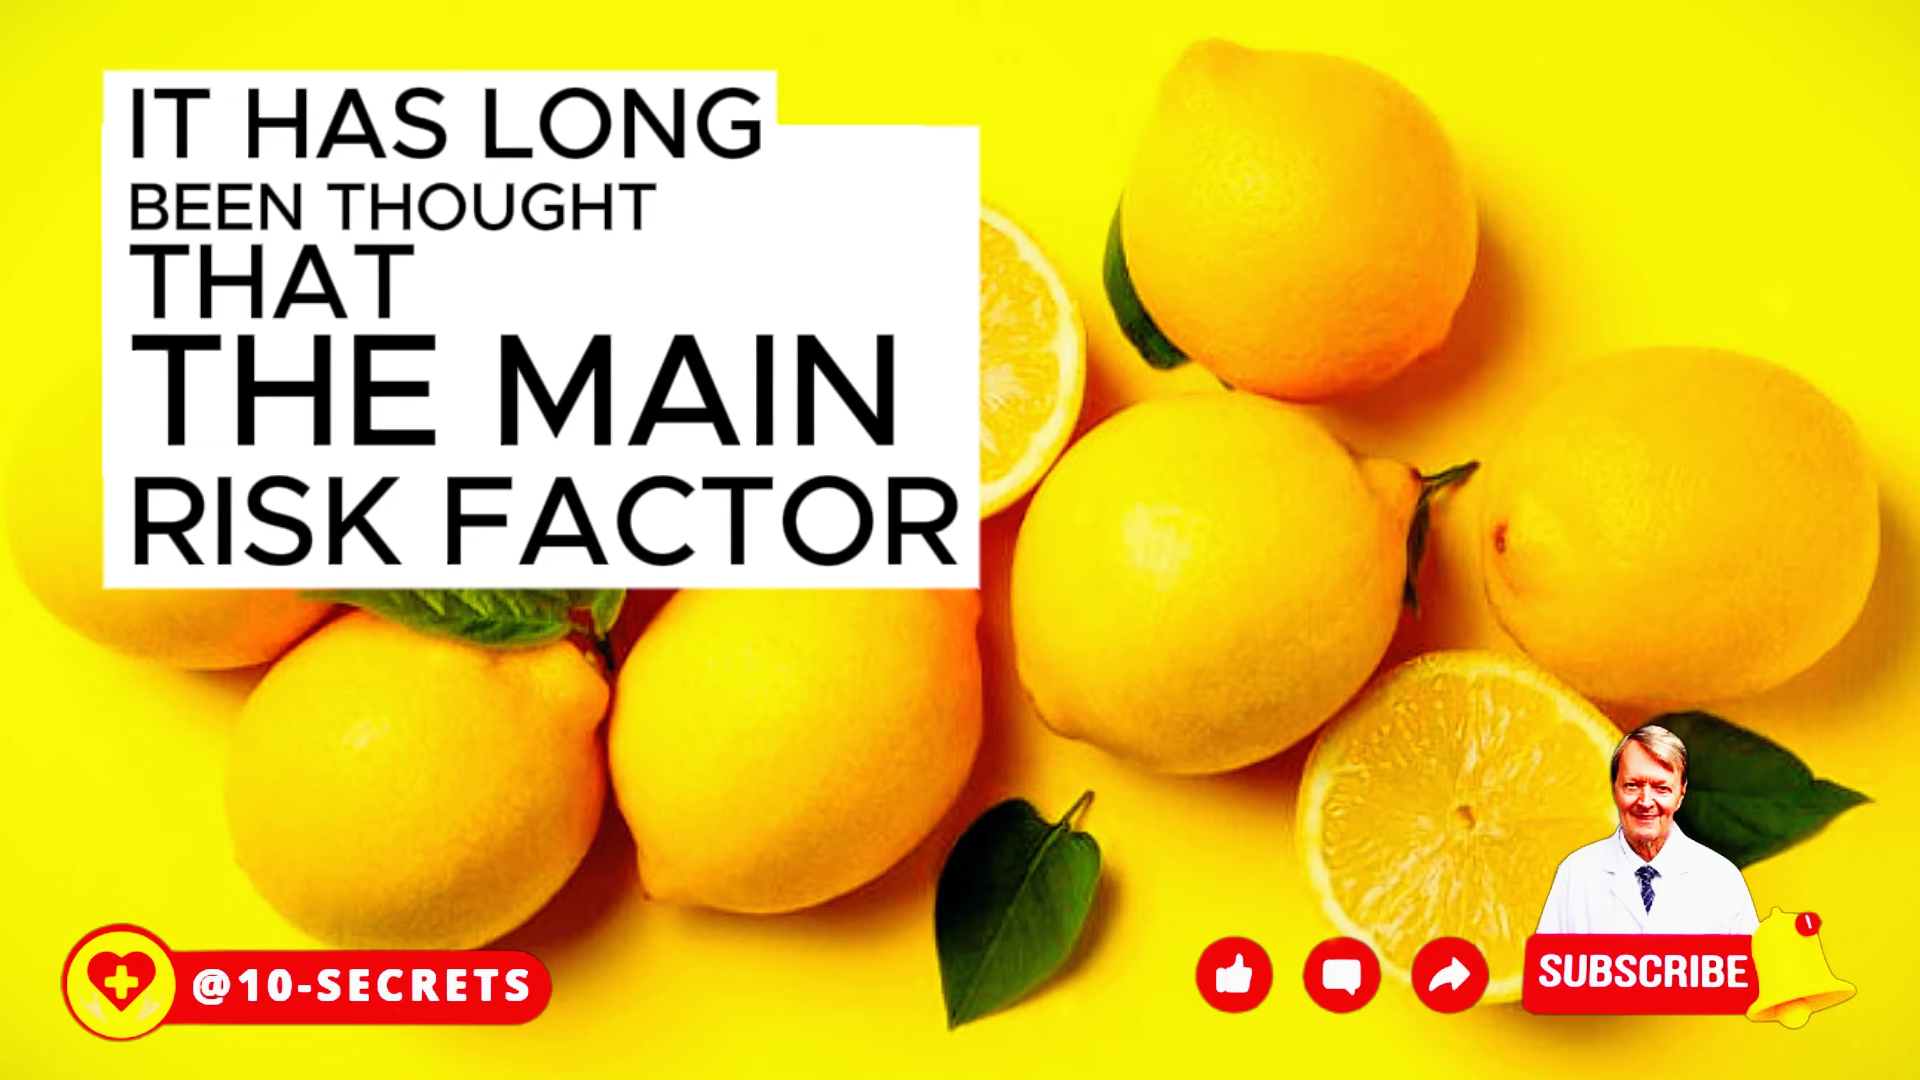 IT HAS LONG
BEEN THOUGHT
THAT
THE MAIN
RISK FACTOR
@10-SECRETS
SUBSCRIBE